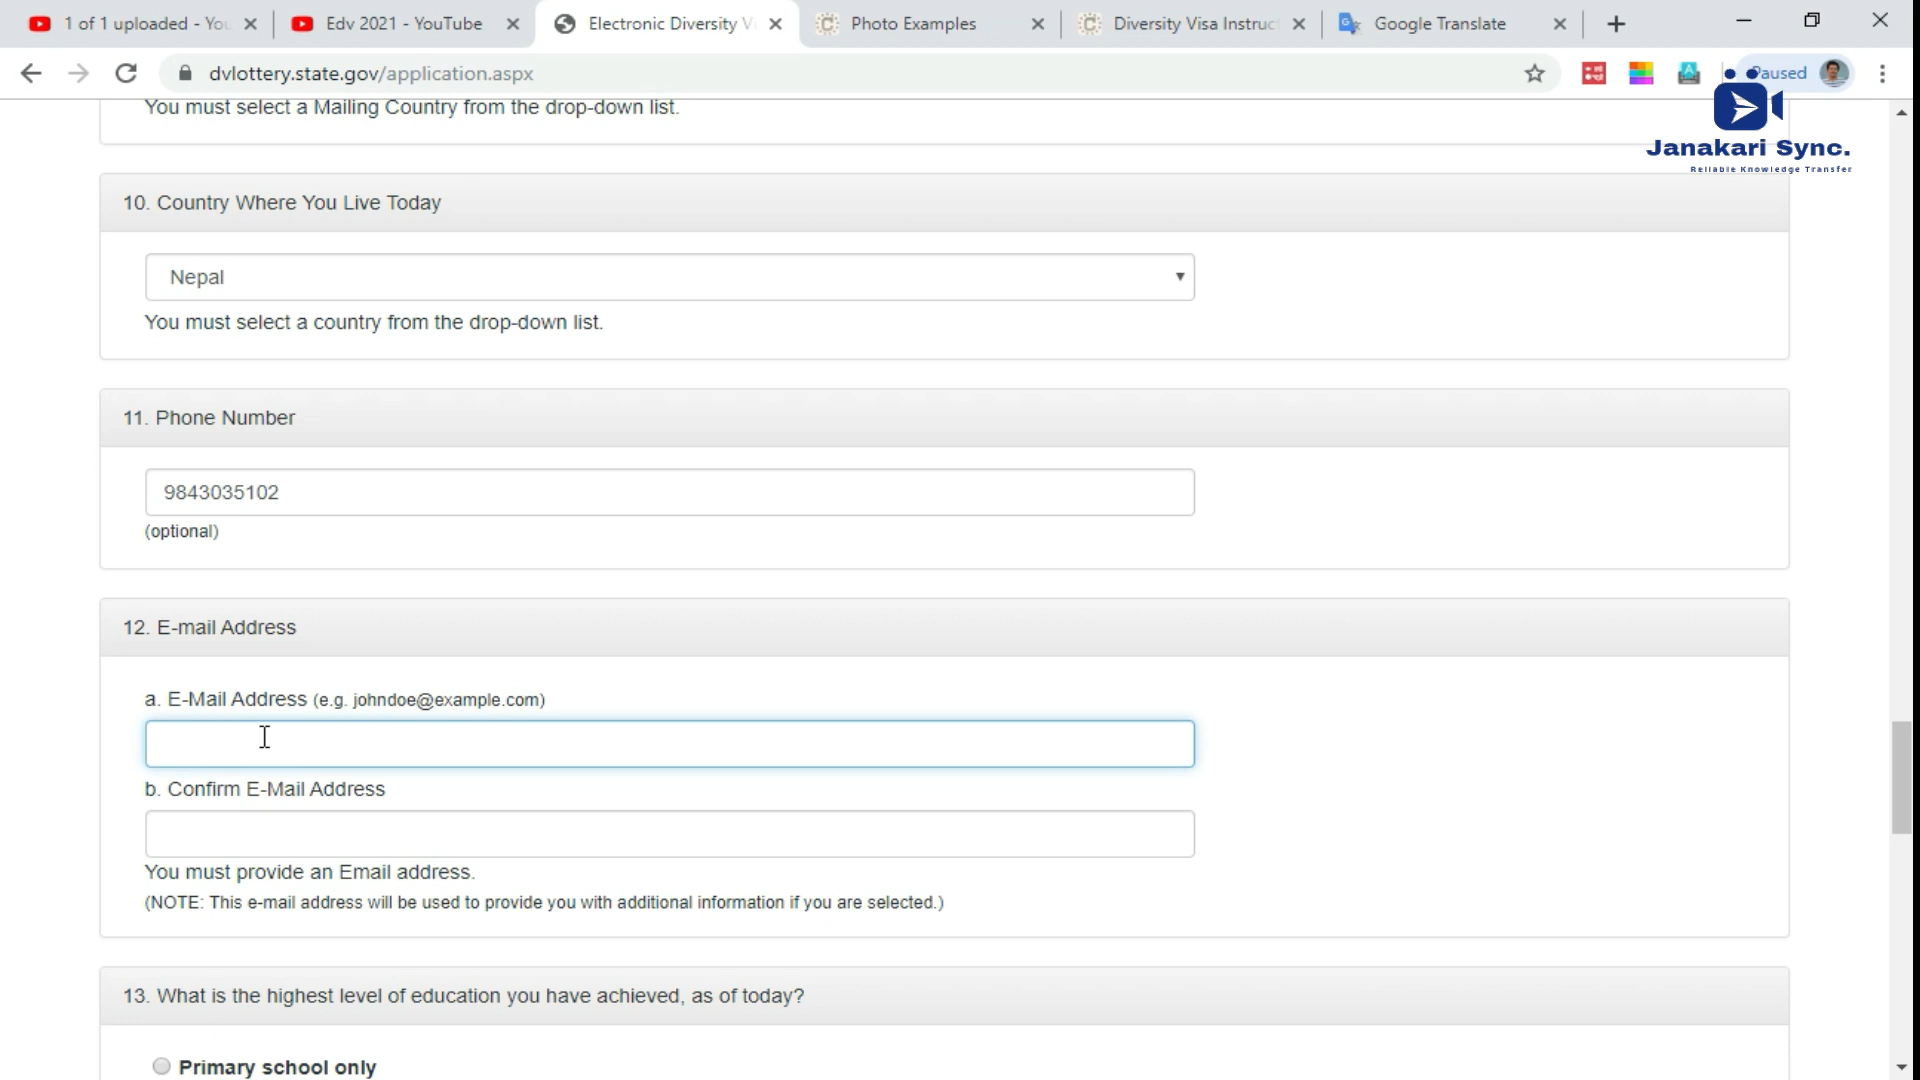 1 of 1 uploaded - You
Edv 2021 - YouTube
Electronic Diversity V
Photo Examples
Diversity Visa Instruct
Google Translate
dvlottery.state.gov/application.aspx
Paused
Janakari Sync.
Reliable Knowledge Transfer
You must select a Mailing Country from the drop-down list.
10. Country Where You Live Today
Nepal
You must select a country from the drop-down list.
11. Phone Number
9843035102
(optional)
12. E-mail Address
a. E-Mail Address (e.g. johndoe@example.com)
b. Confirm E-Mail Address
You must provide an Email address.
(NOTE: This e-mail address will be used to provide you with additional information if you are selected.)
13. What is the highest level of education you have achieved, as of today?
Primary school only